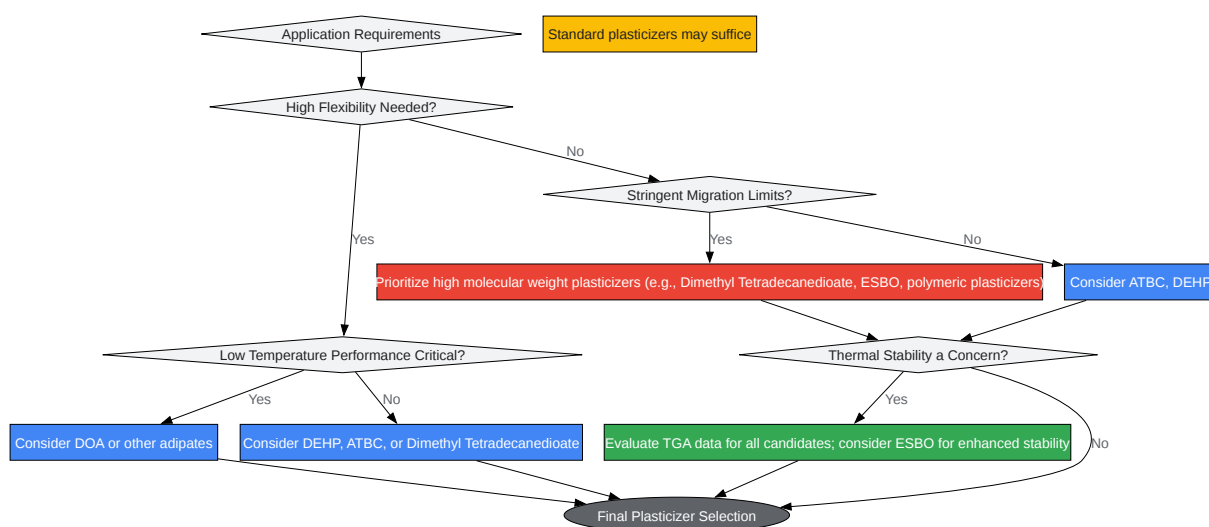 Application Requirements
Standard plasticizers may suffice
High Flexibility Needed?
No
Stringent Migration Limits?
Yes
Yes
No
Prioritize high molecular weight plasticizers (e.g., Dimethyl Tetradecanedioate, ESBO, polymeric plasticizers)
Consider ATBC, DEHP
Low Temperature Performance Critical?
Thermal Stability a Concern?
Yes
No
Yes
Consider DOA or other adipates
Consider DEHP, ATBC, or Dimethyl Tetradecanedioate
Evaluate TGA data for all candidates; consider ESBO for enhanced stability
No
Final Plasticizer Selection